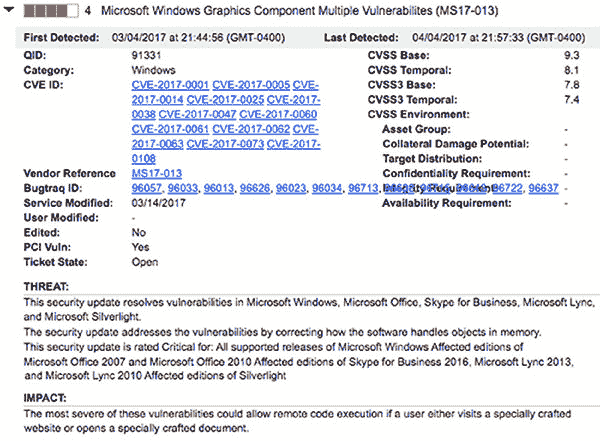 4 Microsoft Windows Graphics Component Multiple Vulnerabilites (MS17-013)
First Detected: 03/04/2017 at 21:44:56 (GMT-0400) Last Detected: 04/04/2017 at 21:57:33 (GMT-0400)
QID: 91331 CVSS Base: 9.3
Category: Windows CVSS Temporal: 8.1
CVE ID: CVE-2017-0001 CVE-2017-0005 CVE- CVSS3 Base: 7.8
2017-0014 CVE-2017-0025 CVE-2017- CVSS3 Temporal: 7.4
0038 CVE-2017-0047 CVE-2017-0060 CVSS Environment:
CVE-2017-0061 CVE-2017-0062 CVE- Asset Group: -
2017-0063 CVE-2017-0073 CVE-2017- Collateral Damage Potential: -
0108 Target Distribution: -
Vendor Reference MS17-013 Confidentiality Requirement: -
Bugtraq ID: 96057, 96033, 96013, 96626, 96023, 96034, 96713, Integrity Requirement: 96722, 96637 -
Service Modified: 03/14/2017 Availability Requirement: -
User Modified: -
Edited: No
PCI Vuln: Yes
Ticket State: Open
THREAT:
This security update resolves vulnerabilities in Microsoft Windows, Microsoft Office, Skype for Business, Microsoft Lync,
and Microsoft Silverlight.
The security update addresses the vulnerabilities by correcting how the software handles objects in memory.
This security update is rated Critical for: All supported releases of Microsoft Windows Affected editions of
Microsoft Office 2007 and Microsoft Office 2010 Affected editions of Skype for Business 2016, Microsoft Lync 2013,
and Microsoft Lync 2010 Affected editions of Silverlight
IMPACT:
The most severe of these vulnerabilities could allow remote code execution if a user either visits a specially crafted
website or opens a specially crafted document.